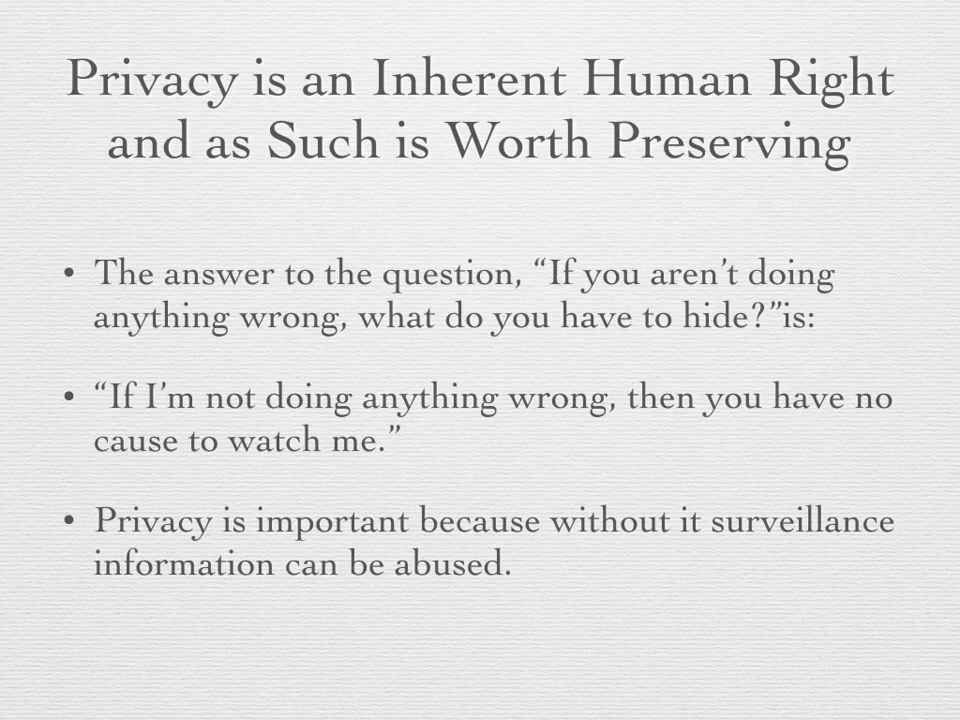 Privacy is an Inherent Human Right
and as Such is Worth Preserving
• The answer to the question, “If you aren’t doing
anything wrong, what do you have to hide?”is:
• “If I’m not doing anything wrong, then you have no
cause to watch me.”
• Privacy is important because without it surveillance
information can be abused.